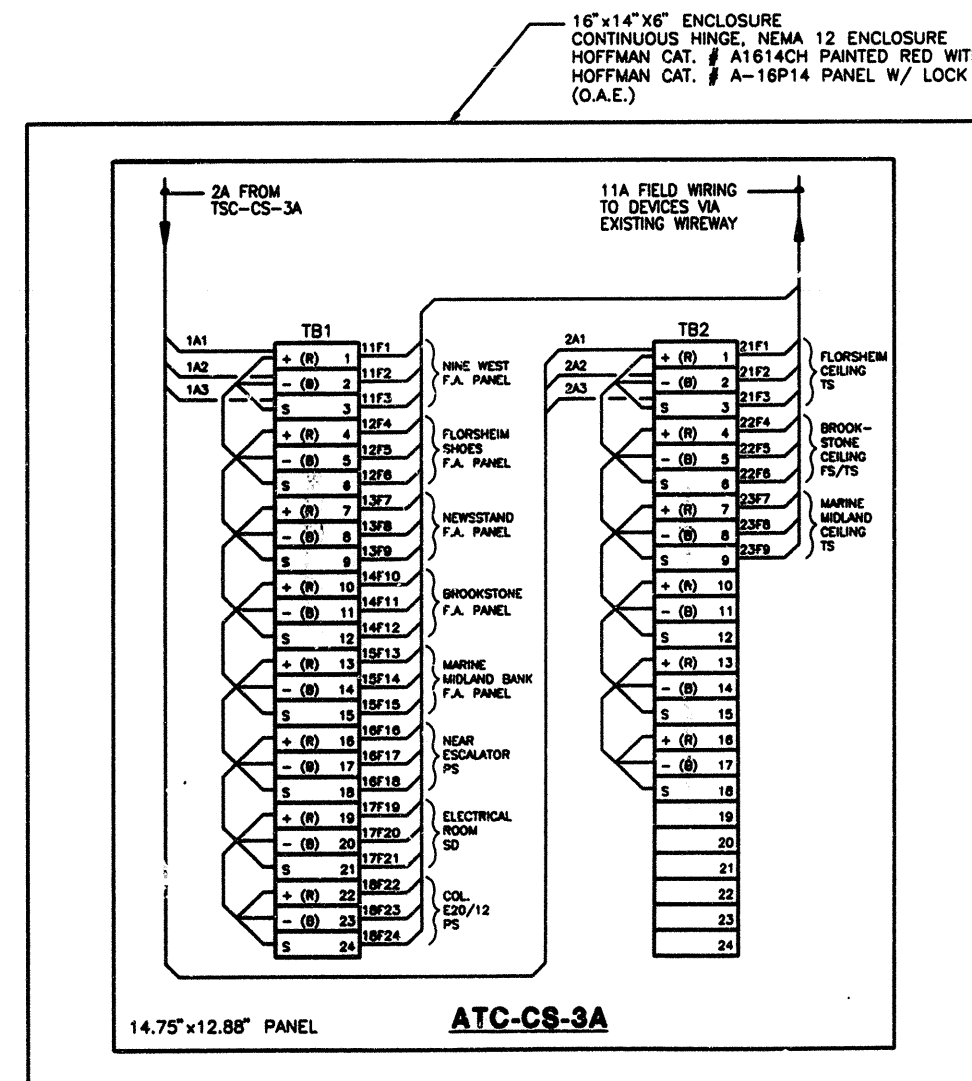 16"x14"X6" ENCLOSURE
CONTINUOUS HINGE, NEMA 12 ENCLOSURE
HOFFMAN CAT. # A1614CH PAINTED RED
HOFFMAN CAT. # A-16P14 PANEL W/ LOCK
(O.A.E.)
2A FROM
TSC-CS-3A
11A FIELD WIRING
TO DEVICES VIA
EXISTING WIREWAY
TB1
1A1
1A2
1A3
+ (R) 1 11F1
- (B) 2 11F2
S 3 11F3
NINE WEST
F.A. PANEL
+ (R) 4 12F4
- (B) 5 12F5
S 6 12F6
FLORSHEIM
SHOES
F.A. PANEL
+ (R) 7 13F7
- (B) 8 13F8
S 9 13F9
NEWSSTAND
F.A. PANEL
+ (R) 10 14F10
- (B) 11 14F11
S 12 14F12
BROOKSTONE
F.A. PANEL
+ (R) 13 15F13
- (B) 14 15F14
S 15 15F15
MARINE
MIDLAND BANK
F.A. PANEL
+ (R) 16 16F16
- (B) 17 16F17
S 18 16F18
NEAR
ESCALATOR
PS
+ (R) 19 17F19
- (B) 20 17F20
S 21 17F21
ELECTRICAL
ROOM
SD
+ (R) 22 18F22
- (B) 23 18F23
S 24 18F24
COL.
E20/12
PS
TB2
2A1
2A2
2A3
+ (R) 1 21F1
- (B) 2 21F2
S 3 21F3
FLORSHEIM
CEILING
TS
+ (R) 4 22F4
- (B) 5 22F5
S 6 22F6
BROOK-
STONE
CEILING
FS/TS
+ (R) 7 23F7
- (B) 8 23F8
S 9 23F9
MARINE
MIDLAND
CEILING
TS
+ (R) 10
- (B) 11
S 12
+ (R) 13
- (B) 14
S 15
+ (R) 16
- (B) 17
S 18
19
20
21
22
23
24
14.75"x12.88" PANEL
ATC-CS-3A